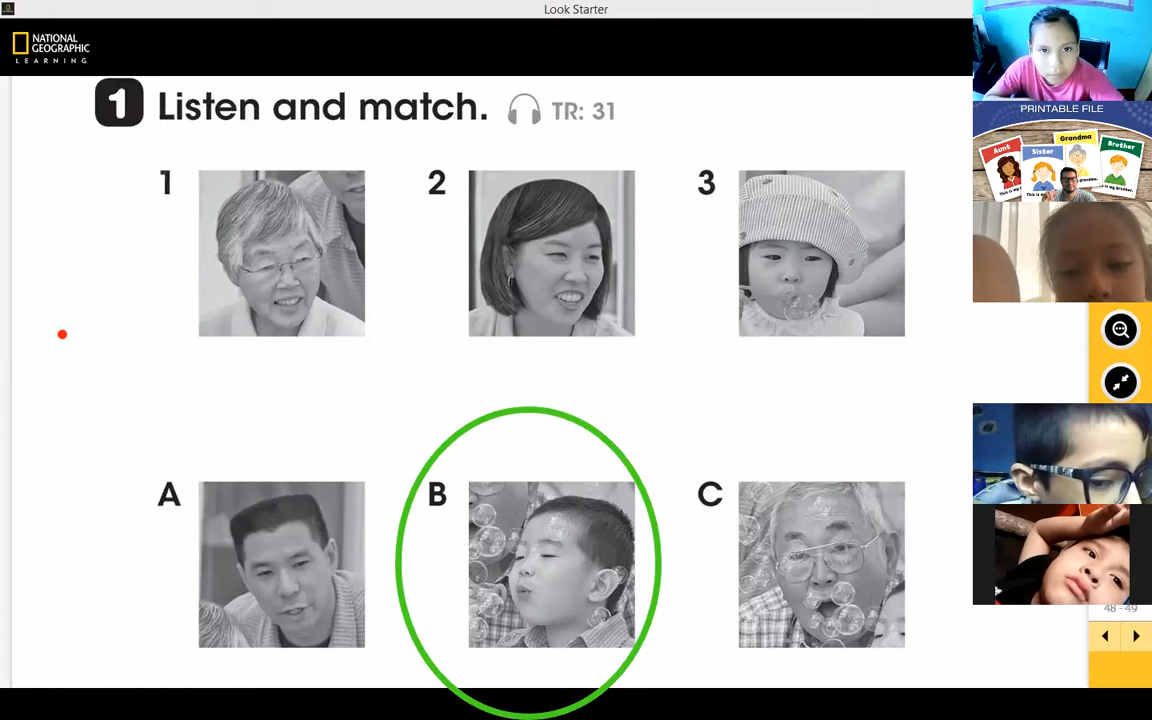 Look Starter
NATIONAL
GEOGRAPHIC
LEARNING
1 Listen and match. TR: 31
1
2
3
A
B
C
PRINTABLE FILE
Aunt
Sister
Grandma
Brother
48 - 49